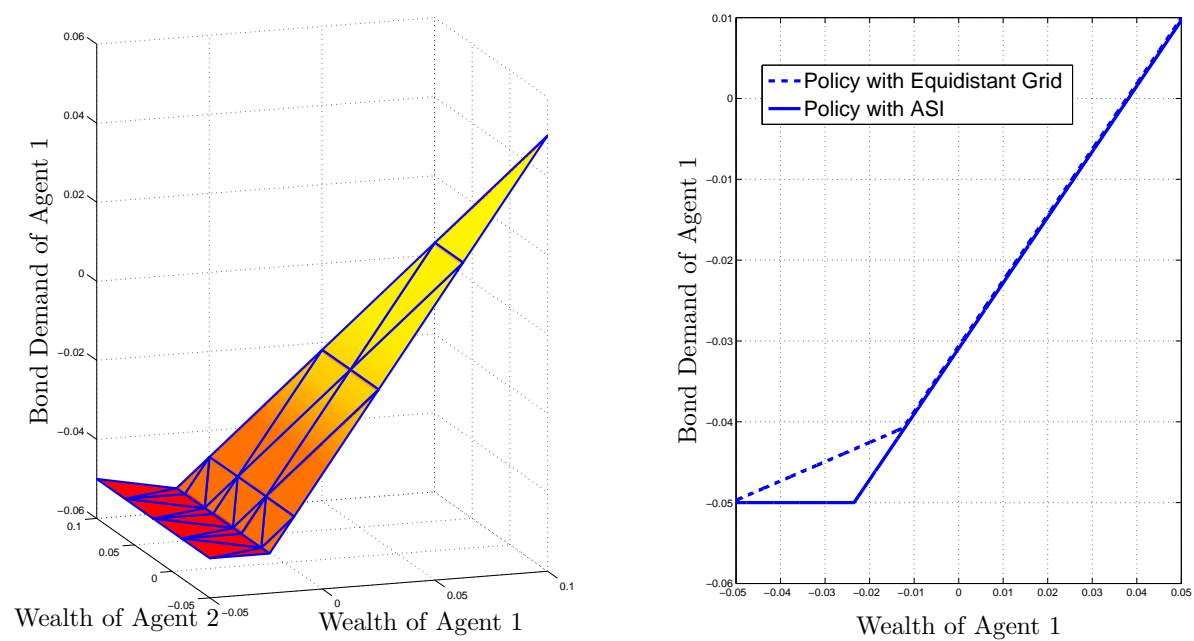 0.06
0.04
0.02
0
−0.02
−0.04
−0.06
0.1
0.05
0
−0.05
−0.05
0
0.05
0.1
Bond Demand of Agent 1
Wealth of Agent 2
Wealth of Agent 1
0.01
0
−0.01
−0.02
−0.03
−0.04
−0.05
−0.06
−0.05 −0.04 −0.03 −0.02 −0.01 0 0.01 0.02 0.03 0.04 0.05
Bond Demand of Agent 1
Policy with Equidistant Grid
Policy with ASI
Wealth of Agent 1